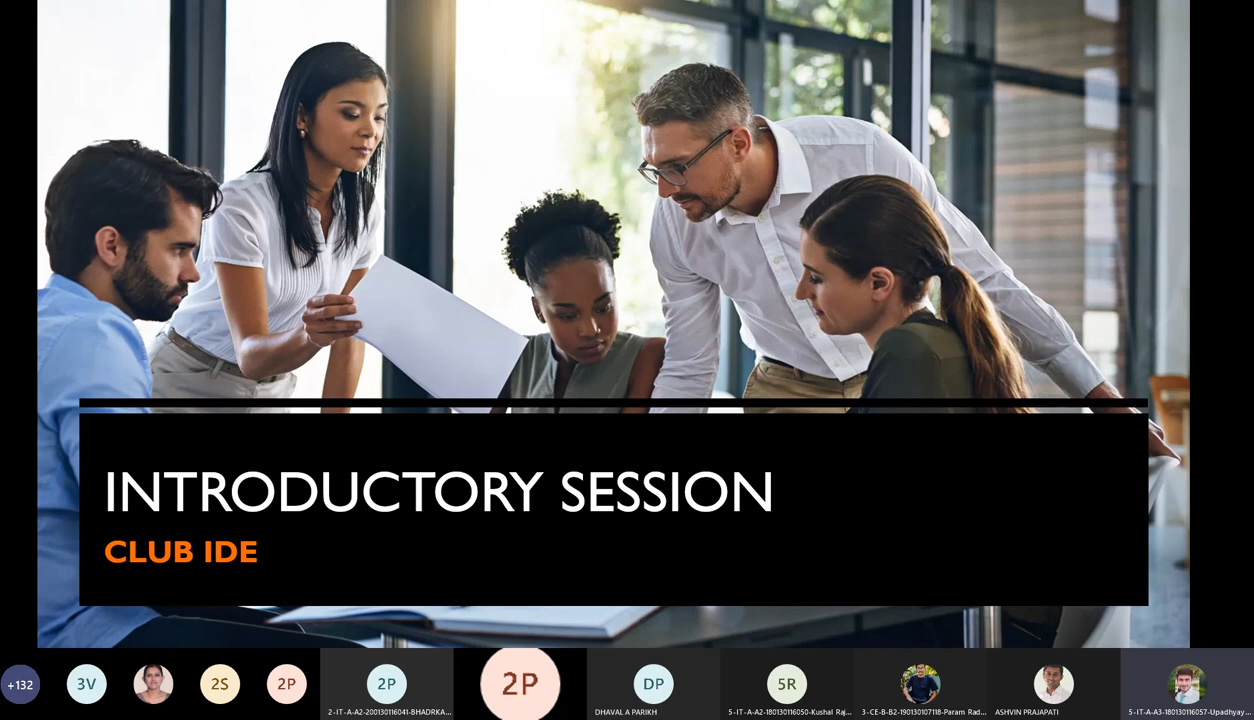 INTRODUCTORY SESSION
CLUB IDE
+132
3V
2S
2P
2P
2P
DP
5R
2-IT-A-A2-200130116041-BHADRKA...
DHAVAL A PARIKH
5-IT-A-A2-180130116050-Kushal Raj...
3-CE-B-B2-190130107118-Param Rad...
ASHVIN PRAJAPATI
5-IT-A-A3-180130116057-Upadhyay...